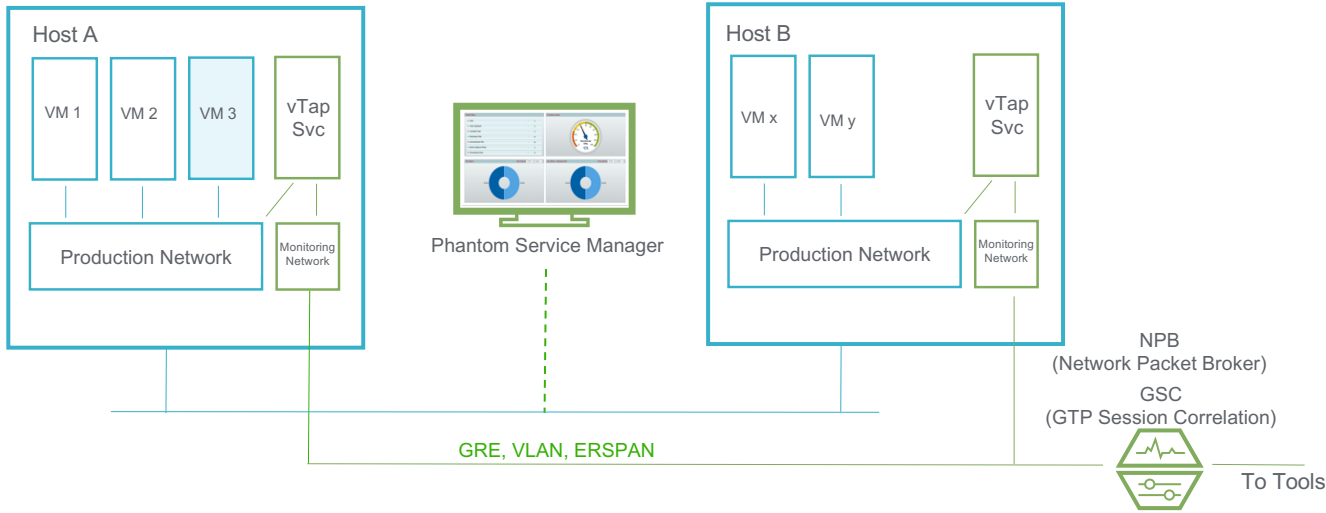 Host A
VM 1
VM 2
VM 3
vTap
Svc
Production Network
Monitoring
Network
Phantom Service Manager
Host B
VM x
VM y
vTap
Svc
Production Network
Monitoring
Network
NPB
(Network Packet Broker)
GSC
(GTP Session Correlation)
GRE, VLAN, ERSPAN
To Tools